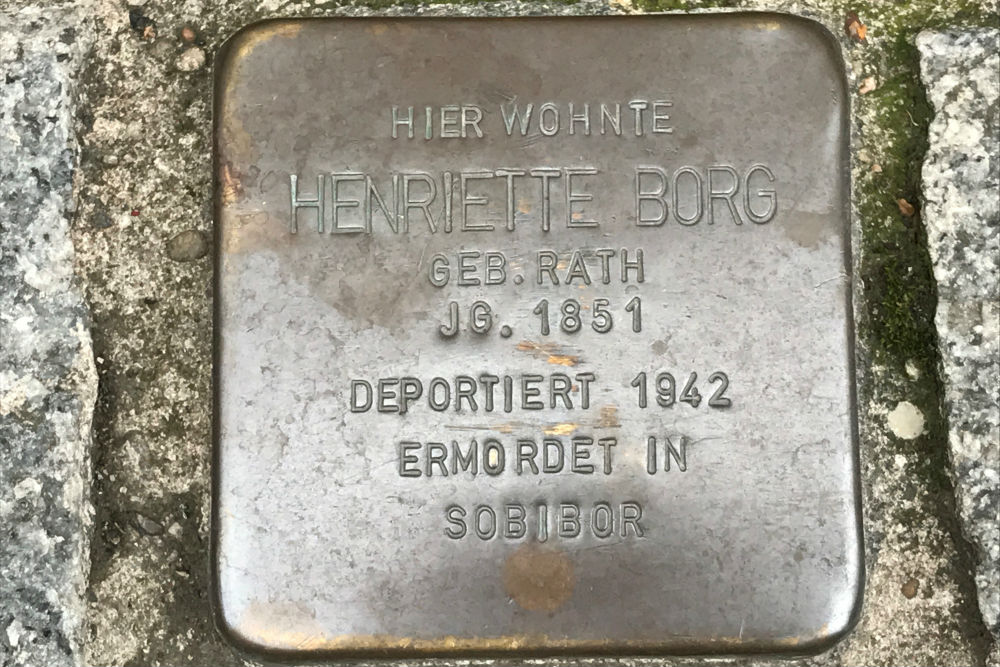 HIER WOHNTE
HENRIETTE BORG
GEB. RATH
JG. 1851
DEPORTIERT 1942
ERMORDET IN
SOBIBOR